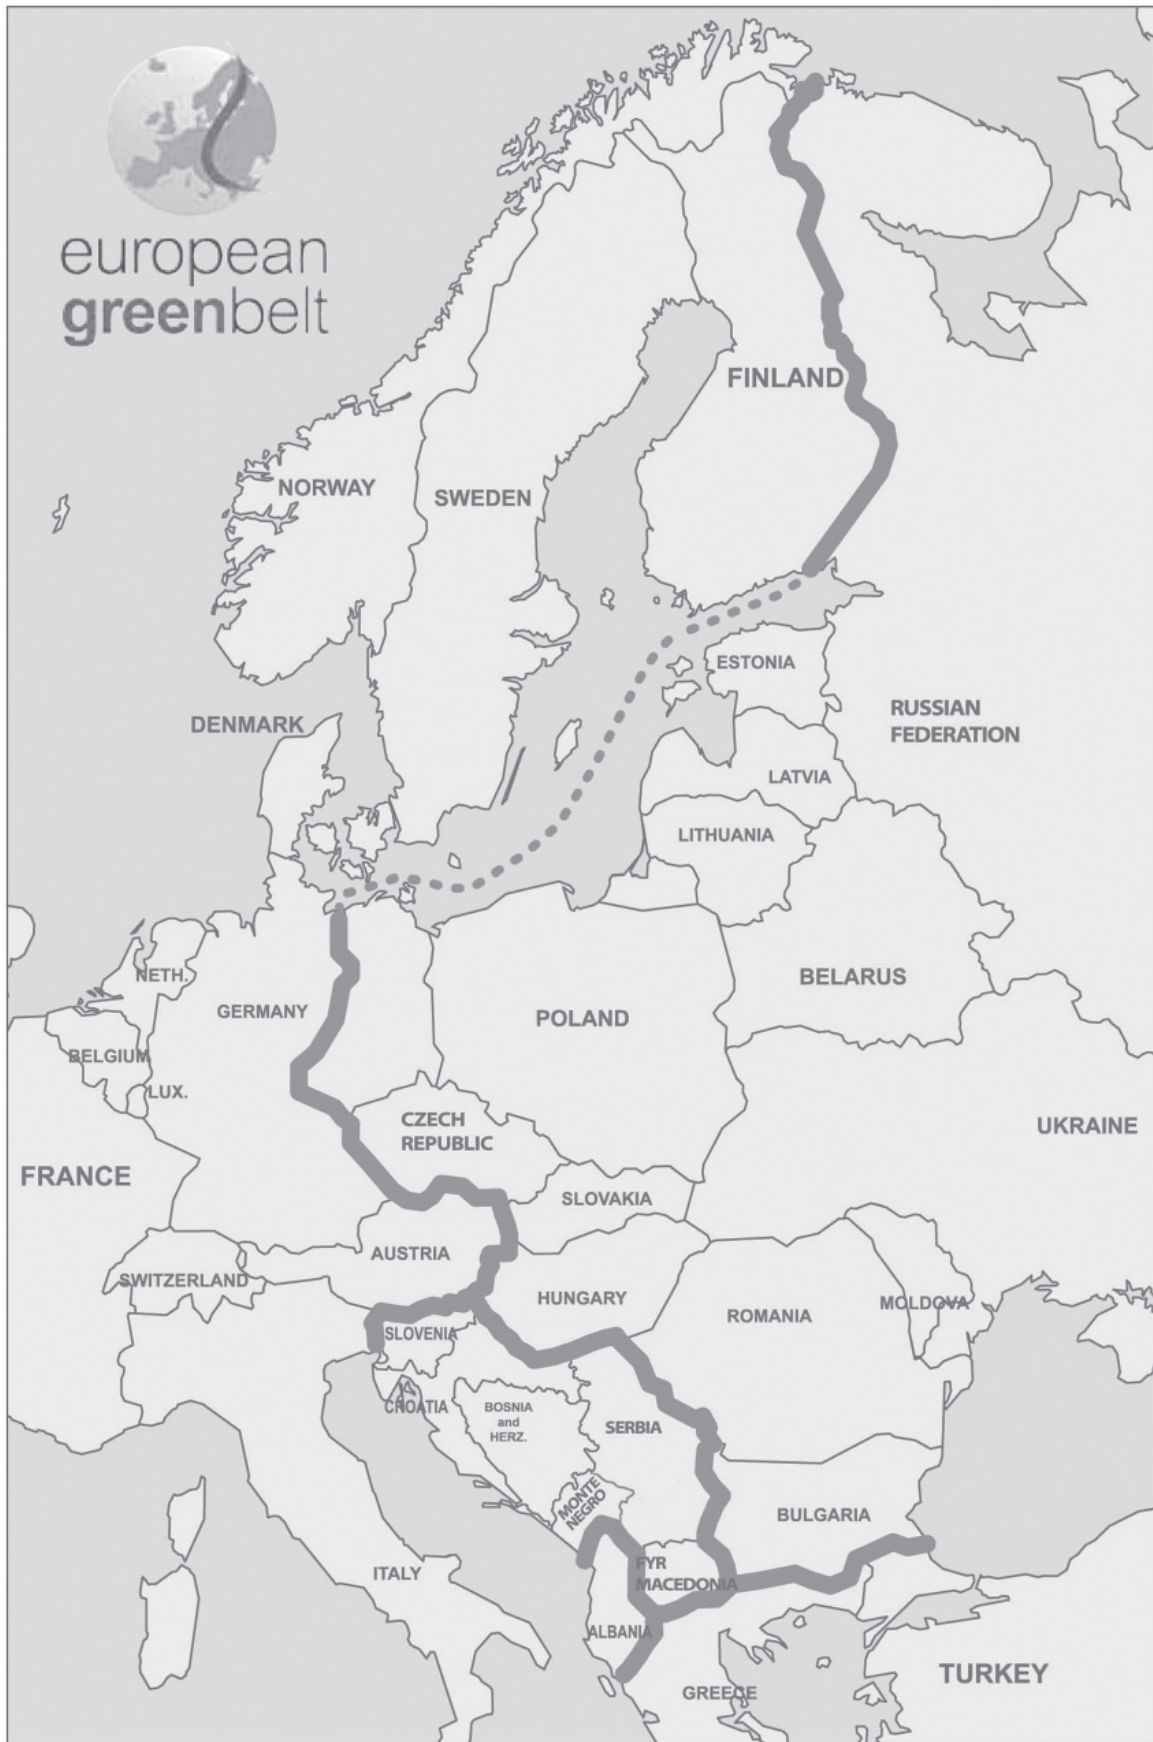 european
greenbelt
FINLAND
NORWAY
SWEDEN
ESTONIA
DENMARK
RUSSIAN
FEDERATION
LATVIA
LITHUANIA
NETH.
BELARUS
GERMANY
POLAND
BELGIUM
LUX.
CZECH
REPUBLIC
UKRAINE
FRANCE
SLOVAKIA
AUSTRIA
SWITZERLAND
HUNGARY
MOLDOVA
ROMANIA
SLOVENIA
CROATIA
BOSNIA
and
HERZ.
SERBIA
MONTE
NEGRO
BULGARIA
ITALY
FYR
MACEDONIA
ALBANIA
TURKEY
GREECE